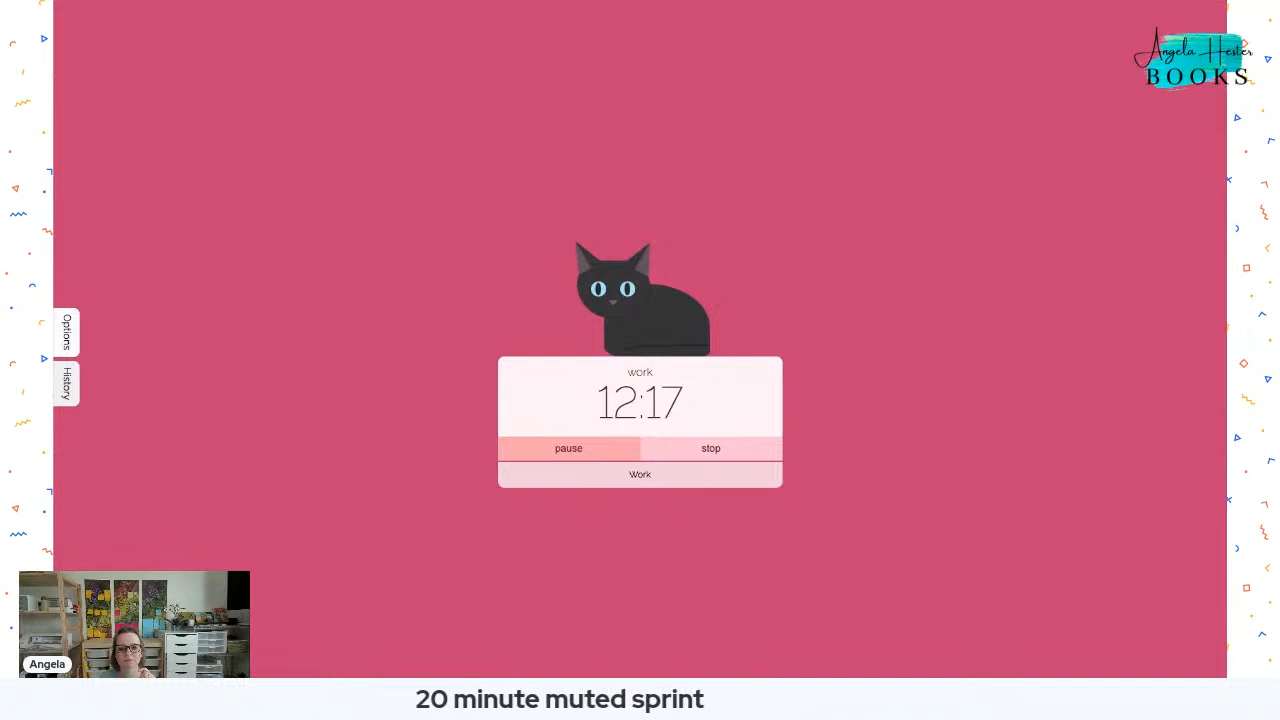 Angela Hester
BOOKS
Options
History
work
12:17
pause
stop
Work
Angela
20 minute muted sprint